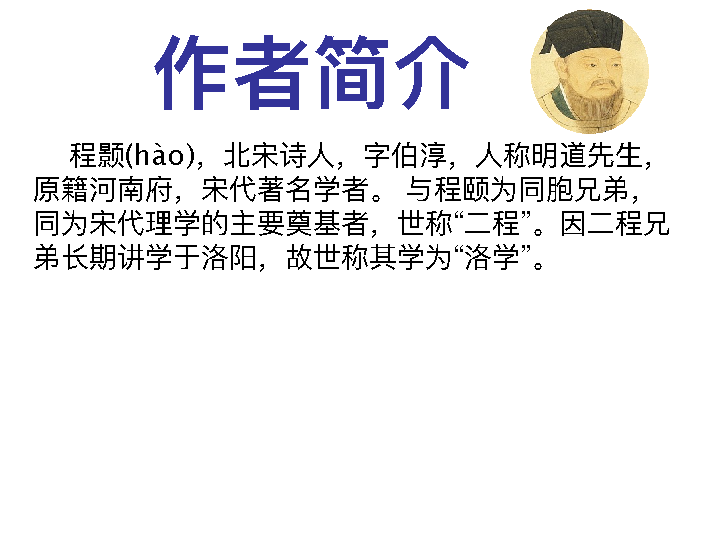 作者简介
程颢(hào)，北宋诗人，字伯淳，人称明道先生，
原籍河南府，宋代著名学者。 与程颐为同胞兄弟，
同为宋代理学的主要奠基者，世称“二程”。因二程兄
弟长期讲学于洛阳，故世称其学为“洛学”。